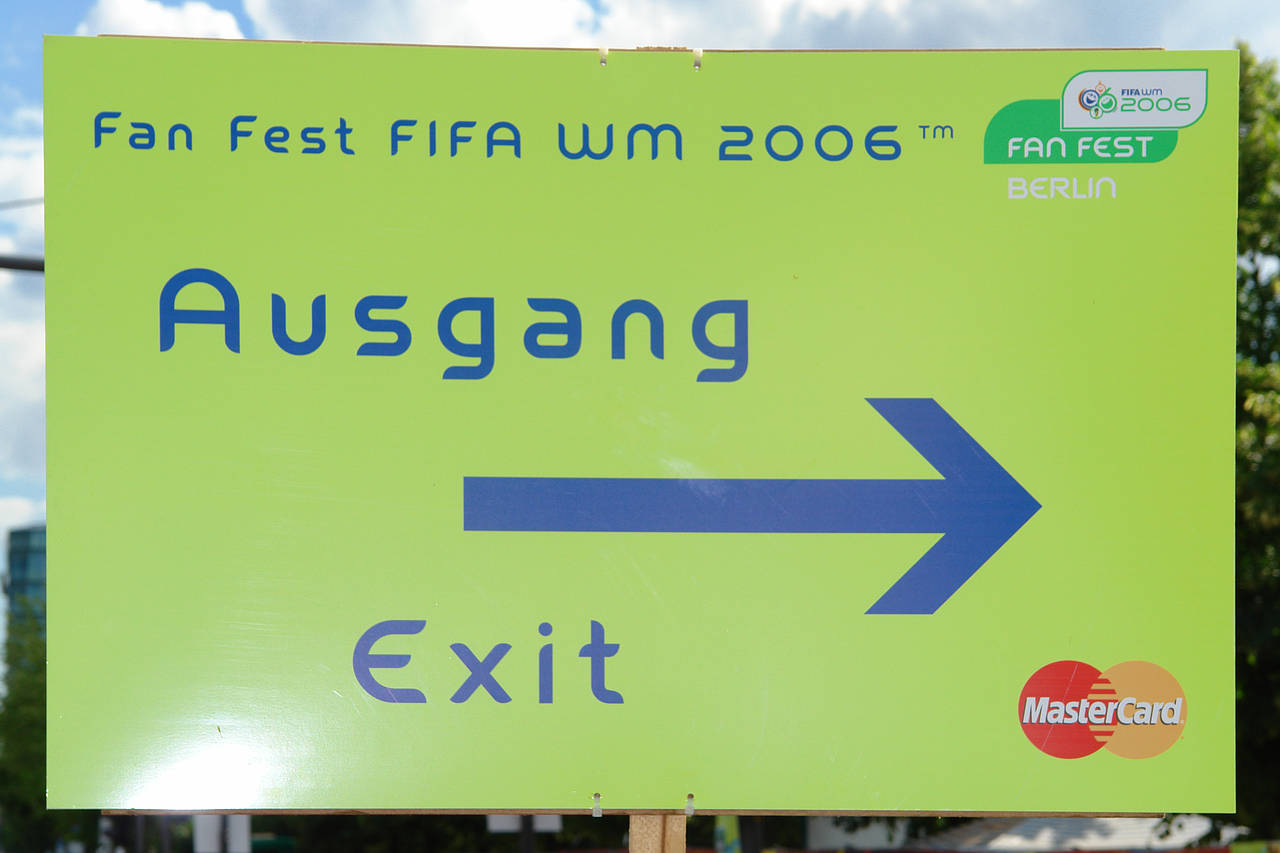 Fan Fest FIFA WM 2006™
FIFA WM
2006
FAN FEST
BERLIN
Ausgang
Exit
MasterCard